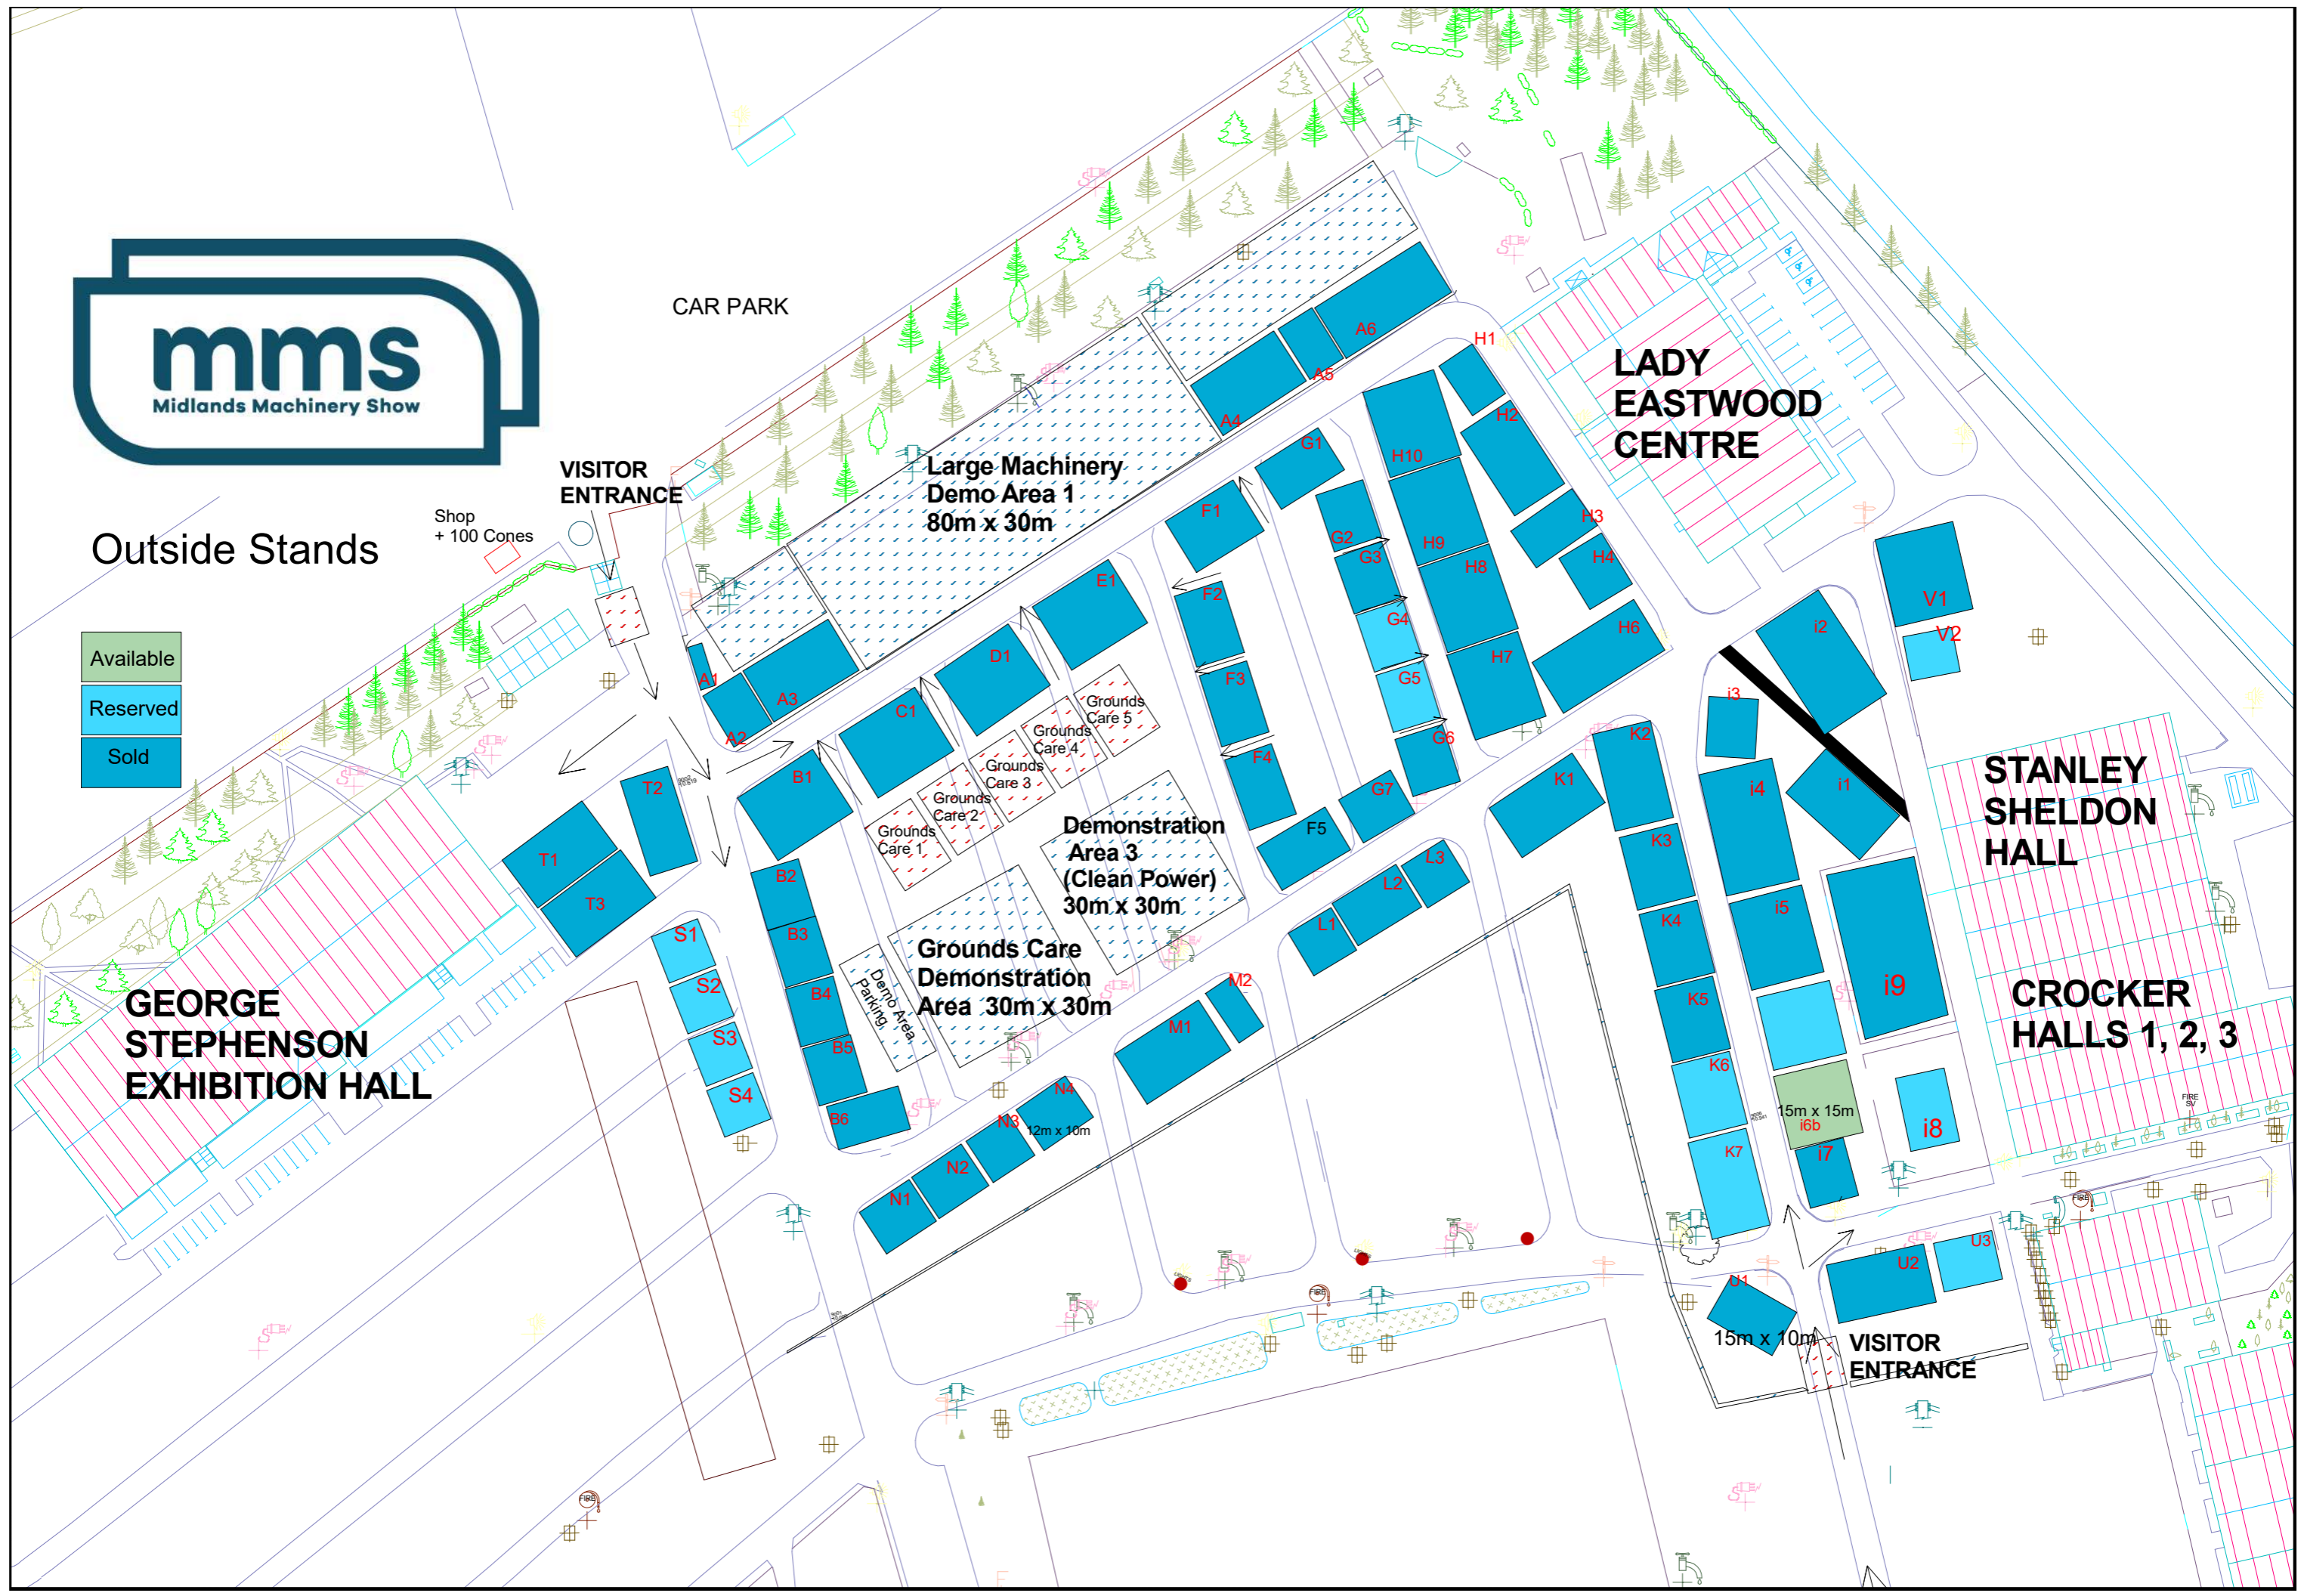 mms
Midlands Machinery Show
Outside Stands
Available
Reserved
Sold
CAR PARK
VISITOR
ENTRANCE
Shop
+ 100 Cones
Large Machinery
Demo Area 1
80m x 30m
LADY
EASTWOOD
CENTRE
A1
A2
A3
A4
A5
A6
B1
B2
B3
B4
B5
B6
C1
D1
E1
F1
F2
F3
F4
F5
G1
G2
G3
G4
G5
G6
G7
H1
H2
H3
H4
H6
H7
H8
H9
H10
Grounds
Care 1
Grounds
Care 2
Grounds
Care 3
Grounds
Care 4
Grounds
Care 5
Demonstration
Area 3
(Clean Power)
30m x 30m
Grounds Care
Demonstration
Area 30m x 30m
Demo Area
Parking
T1
T2
T3
S1
S2
S3
S4
GEORGE
STEPHENSON
EXHIBITION HALL
K1
K2
K3
K4
K5
K6
K7
L1
L2
L3
M1
M2
N1
N2
N3
N4
12m x 10m
i1
i2
i3
i4
i5
15m x 15m
i6b
i7
i8
i9
V1
V2
STANLEY
SHELDON
HALL
CROCKER
HALLS 1, 2, 3
U1
15m x 10m
U2
U3
VISITOR
ENTRANCE
FIRE
SV
FIRE
FIRE
FIRE